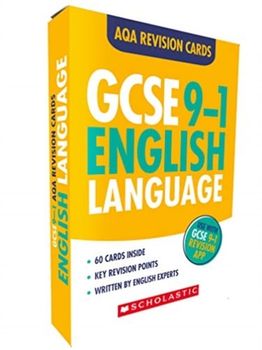 AQA REVISION CARDS
GCSE 9–1
ENGLISH
LANGUAGE
• 60 CARDS INSIDE
• KEY REVISION POINTS
• WRITTEN BY ENGLISH EXPERTS
GCSE 9-1
REVISION
APP
SCHOLASTIC
GCSE 9–1 AQA REVISION CARDS
ENGLISH LANGUAGE